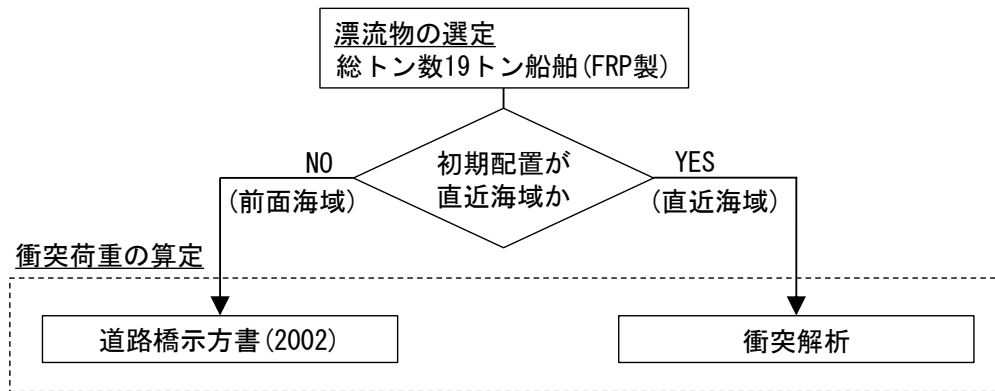 漂流物の選定
総トン数19トン船舶(FRP製)
初期配置が
直近海域か
NO
(前面海域)
YES
(直近海域)
衝突荷重の算定
道路橋示方書(2002)
衝突解析